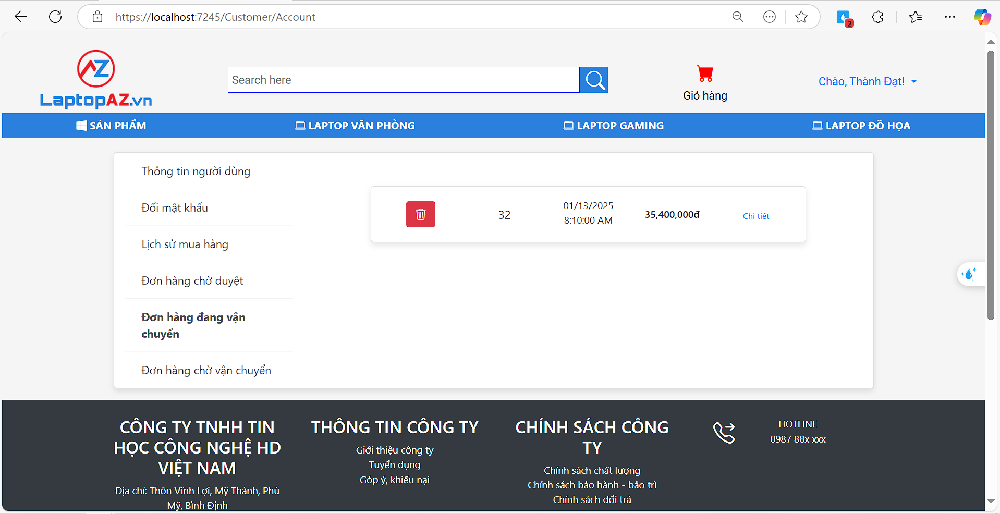 https://localhost:7245/Customer/Account
2
AZ
LaptopAZ.vn
Search here
Giỏ hàng
Chào, Thành Đạt!
SẢN PHẨM
LAPTOP VĂN PHÒNG
LAPTOP GAMING
LAPTOP ĐỒ HỌA
Thông tin người dùng
Đổi mật khẩu
Lịch sử mua hàng
Đơn hàng chờ duyệt
Đơn hàng đang vận
chuyển
Đơn hàng chờ vận chuyển
32
01/13/2025
8:10:00 AM
35,400,000đ
Chi tiết
CÔNG TY TNHH TIN
HỌC CÔNG NGHỆ HD
VIỆT NAM
Địa chỉ: Thôn Vĩnh Lợi, Mỹ Thành, Phù
Mỹ, Bình Định
THÔNG TIN CÔNG TY
Giới thiệu công ty
Tuyển dụng
Góp ý, khiếu nại
CHÍNH SÁCH CÔNG
TY
Chính sách chất lượng
Chính sách bảo hành - bảo trì
Chính sách đổi trả
HOTLINE
0987 88x xxx